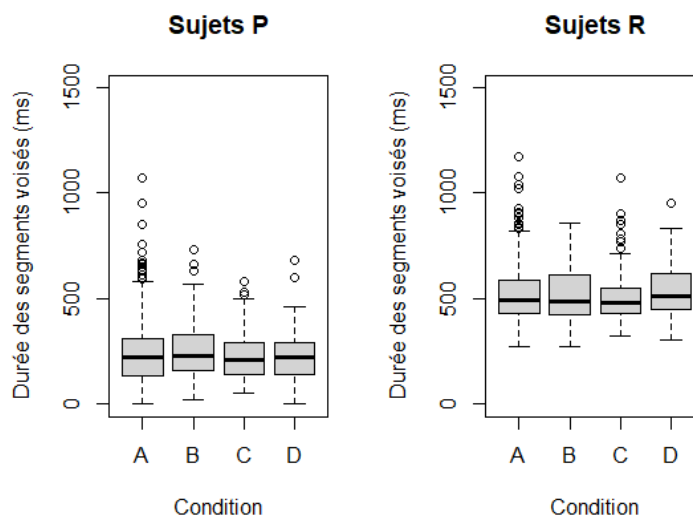 Sujets P
Durée des segments voisés (ms)
1500
1000
500
0
A B C D
Condition
Sujets R
Durée des segments voisés (ms)
1500
1000
500
0
A B C D
Condition